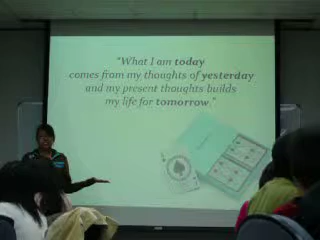 "What I am today
comes from my thoughts of yesterday
and my present thoughts builds
my life for tomorrow."